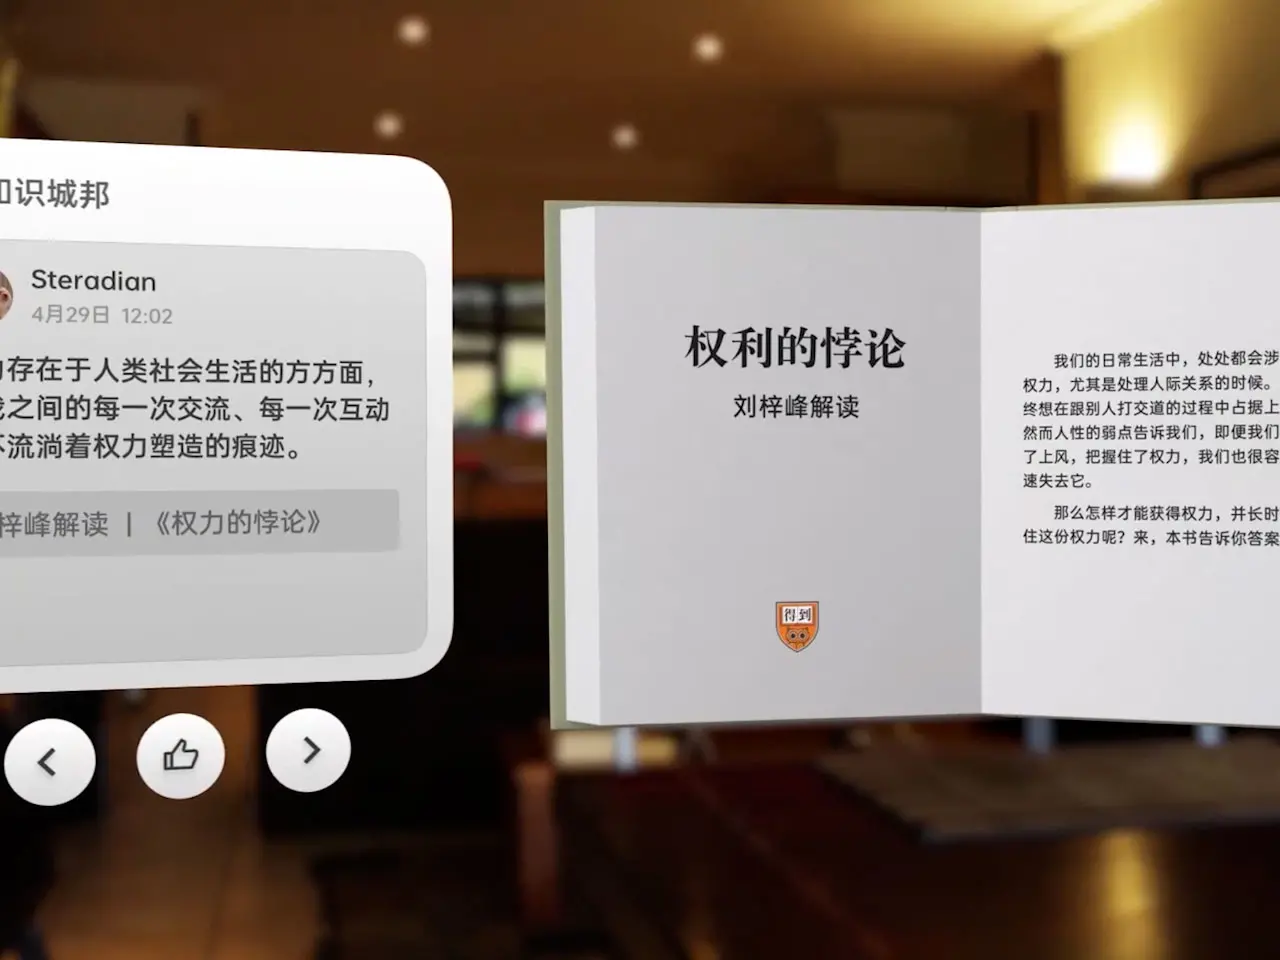 识城邦
Steradian
4月29日 12:02
存在于人类社会生活的方方面，
之间的每一次交流、每一次互动
流淌着权力塑造的痕迹。
梓峰解读 | 《权力的悖论》
权利的悖论
刘梓峰解读
得到
我们的日常生活中，处处都会涉
权力，尤其是处理人际关系的时候。
终想在跟别人打交道的过程中占据上
然而人性的弱点告诉我们，即便我们
了上风，把握住了权力，我们也很容
速失去它。
那么怎样才能获得权力，并长时
住这份权力呢？来，本书告诉你答案